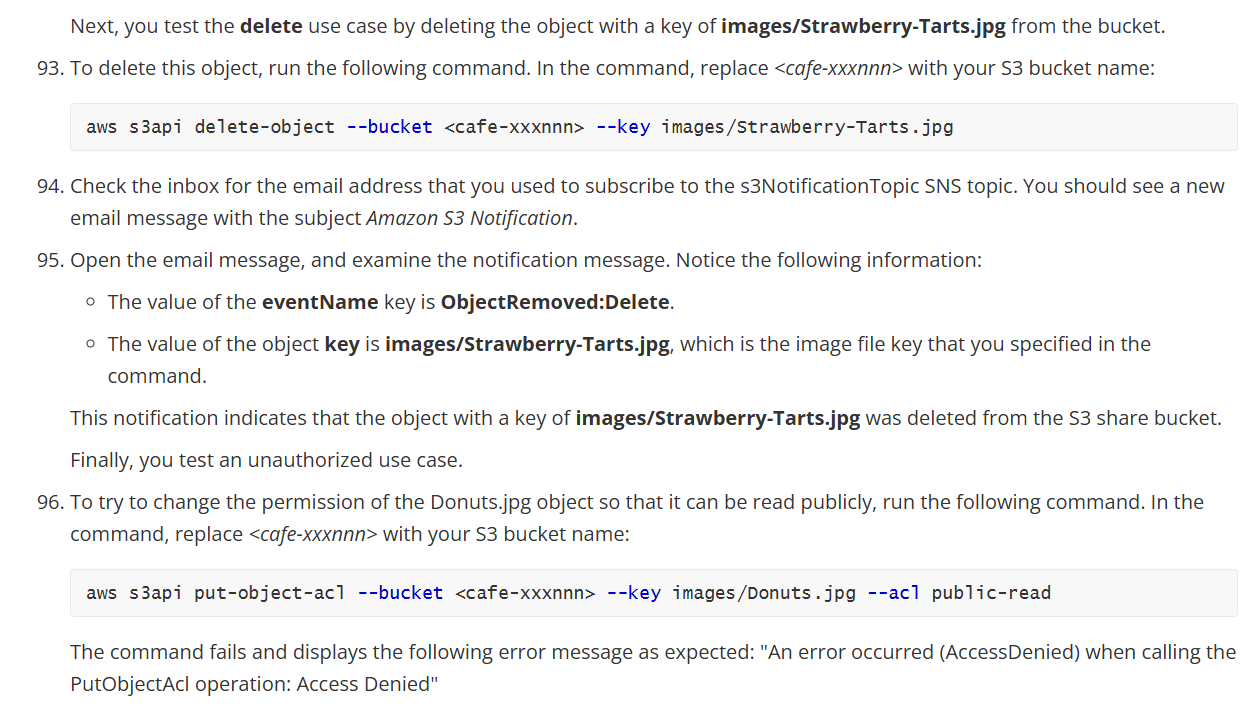 Next, you test the delete use case by deleting the object with a key of images/Strawberry-Tarts.jpg from the bucket.
93. To delete this object, run the following command. In the command, replace <cafe-xxxnnn> with your S3 bucket name:
aws s3api delete-object --bucket <cafe-xxxnnn> --key images/Strawberry-Tarts.jpg
94. Check the inbox for the email address that you used to subscribe to the s3NotificationTopic SNS topic. You should see a new
email message with the subject Amazon S3 Notification.
95. Open the email message, and examine the notification message. Notice the following information:
◦ The value of the eventName key is ObjectRemoved:Delete.
◦ The value of the object key is images/Strawberry-Tarts.jpg, which is the image file key that you specified in the
command.
This notification indicates that the object with a key of images/Strawberry-Tarts.jpg was deleted from the S3 share bucket.
Finally, you test an unauthorized use case.
96. To try to change the permission of the Donuts.jpg object so that it can be read publicly, run the following command. In the
command, replace <cafe-xxxnnn> with your S3 bucket name:
aws s3api put-object-acl --bucket <cafe-xxxnnn> --key images/Donuts.jpg --acl public-read
The command fails and displays the following error message as expected: "An error occurred (AccessDenied) when calling the
PutObjectAcl operation: Access Denied"